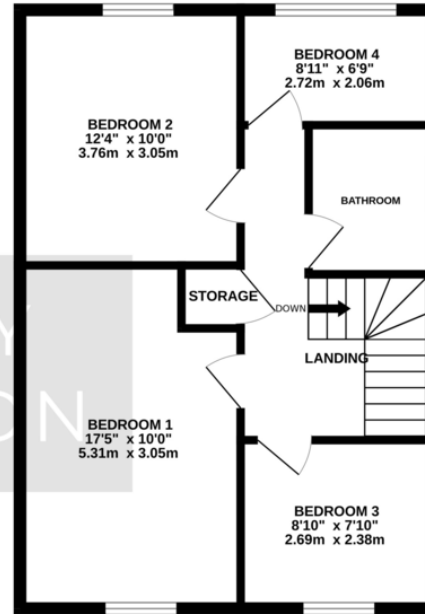 BEDROOM 4
8'11" x 6'9"
2.72m x 2.06m
BEDROOM 2
12'4" x 10'0"
3.76m x 3.05m
BATHROOM
STORAGE
DOWN
LANDING
BEDROOM 1
17'5" x 10'0"
5.31m x 3.05m
BEDROOM 3
8'10" x 7'10"
2.69m x 2.38m